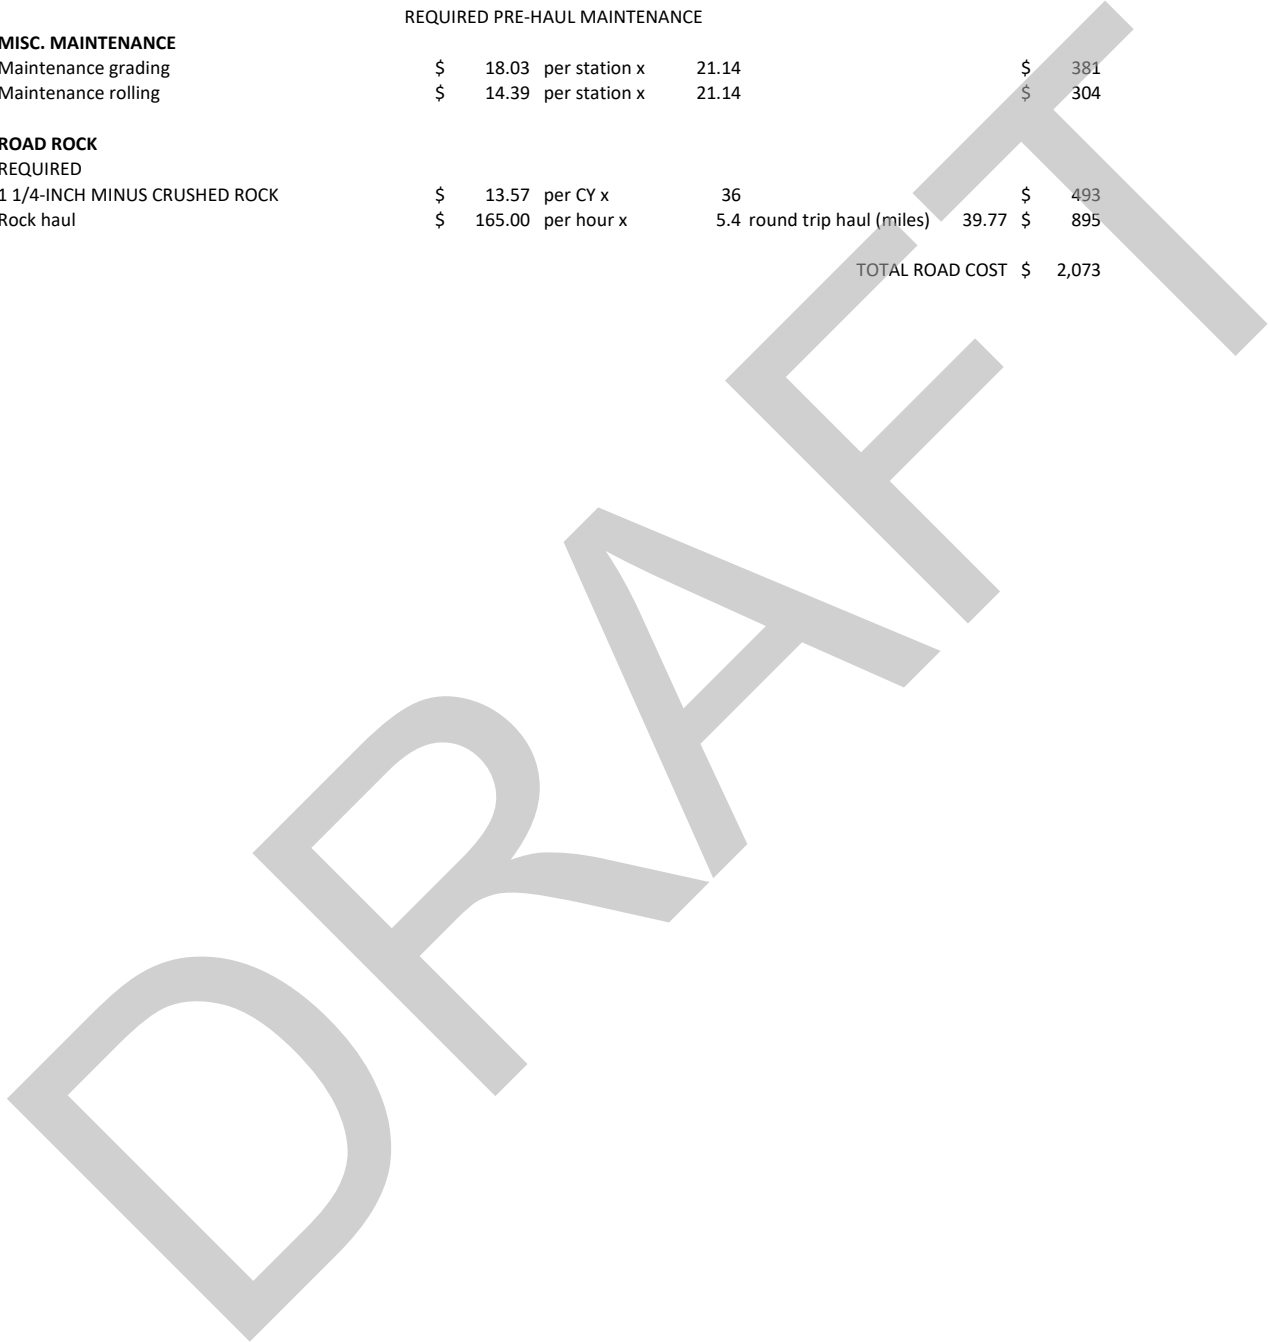 REQUIRED PRE-HAUL MAINTENANCE
MISC. MAINTENANCE
Maintenance grading $ 18.03 per station x 21.14 $ 381
Maintenance rolling $ 14.39 per station x 21.14 $ 304
ROAD ROCK
REQUIRED
1 1/4-INCH MINUS CRUSHED ROCK $ 13.57 per CY x 36 $ 493
Rock haul $ 165.00 per hour x 5.4 round trip haul (miles) 39.77 $ 895
TOTAL ROAD COST $ 2,073
DRAFT